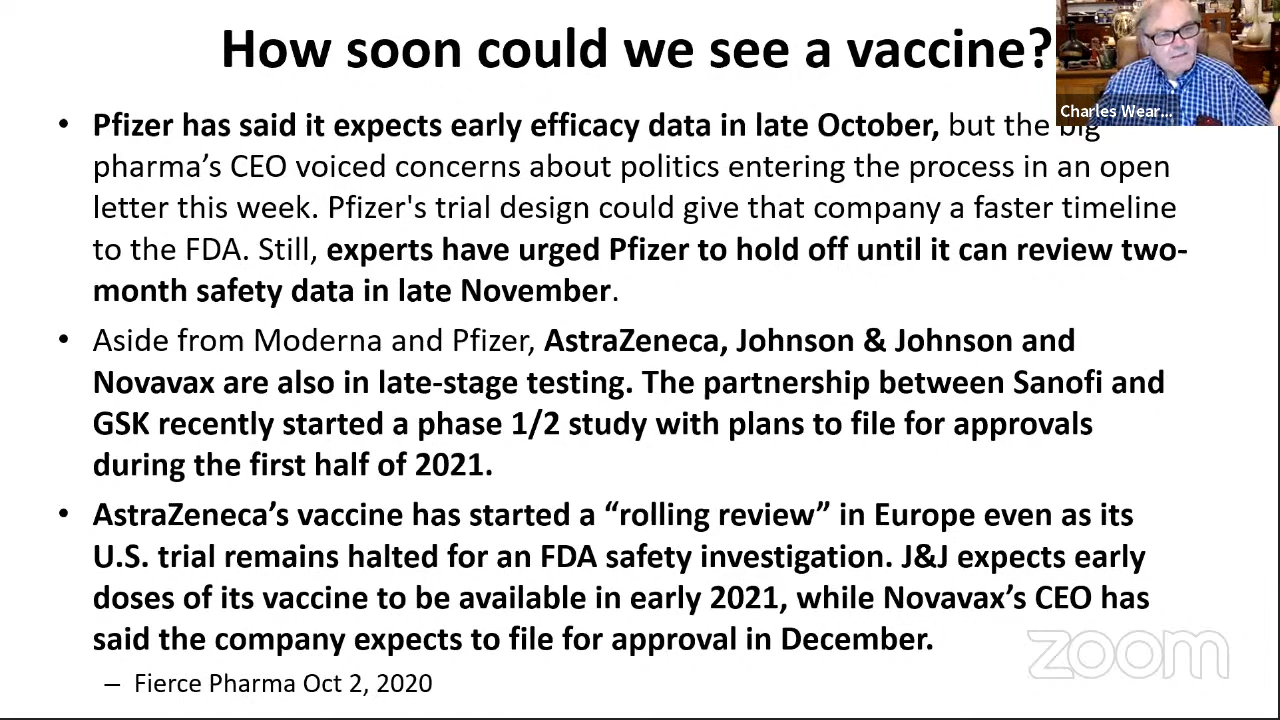 How soon could we see a vaccine?
Charles Wear...
• Pfizer has said it expects early efficacy data in late October, but the big
pharma’s CEO voiced concerns about politics entering the process in an open
letter this week. Pfizer's trial design could give that company a faster timeline
to the FDA. Still, experts have urged Pfizer to hold off until it can review two-
month safety data in late November.
• Aside from Moderna and Pfizer, AstraZeneca, Johnson & Johnson and
Novavax are also in late-stage testing. The partnership between Sanofi and
GSK recently started a phase 1/2 study with plans to file for approvals
during the first half of 2021.
• AstraZeneca’s vaccine has started a “rolling review” in Europe even as its
U.S. trial remains halted for an FDA safety investigation. J&J expects early
doses of its vaccine to be available in early 2021, while Novavax’s CEO has
said the company expects to file for approval in December.
– Fierce Pharma Oct 2, 2020
zoom